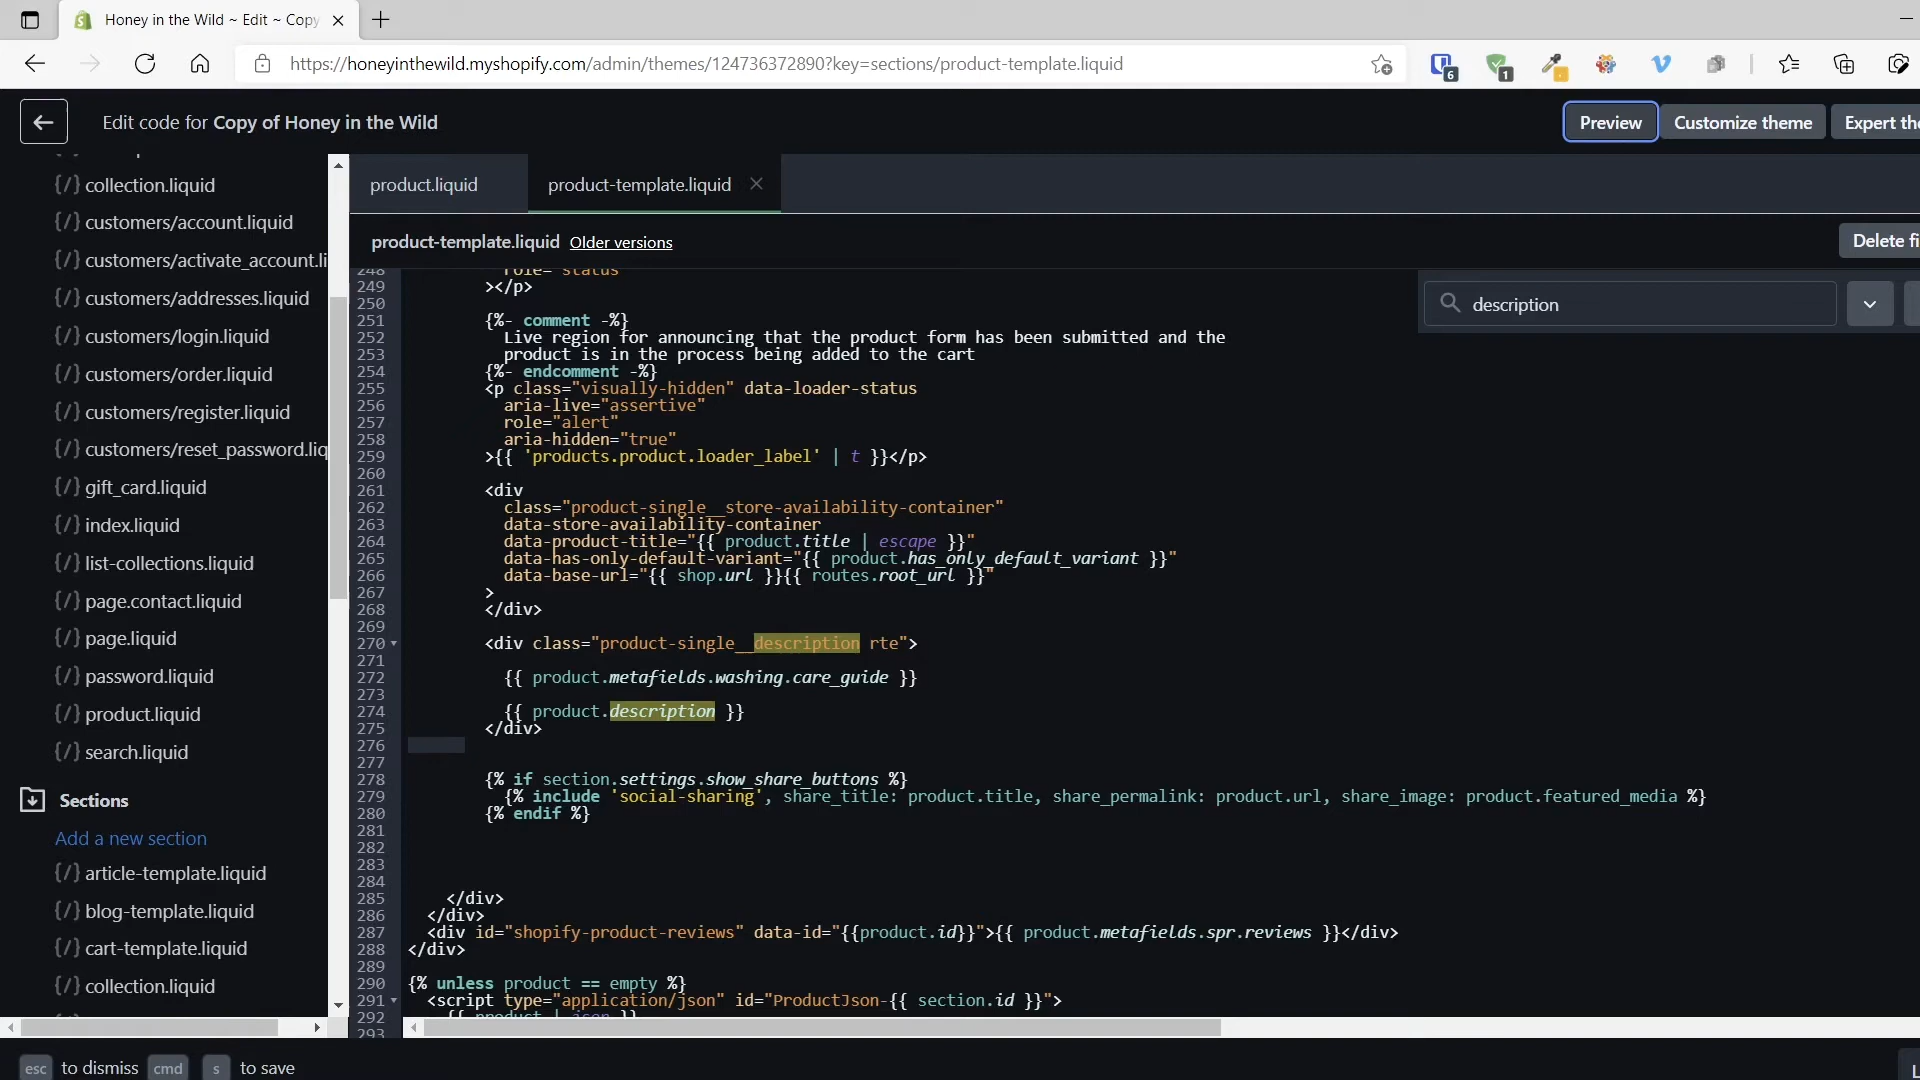 Honey in the Wild ~ Edit ~ Copy
https://honeyinthewild.myshopify.com/admin/themes/124736372890?key=sections/product-template.liquid
6
1
Edit code for Copy of Honey in the Wild
Preview
Customize theme
Expert the
{/} collection.liquid
{/} customers/account.liquid
{/} customers/activate_account.li
{/} customers/addresses.liquid
{/} customers/login.liquid
{/} customers/order.liquid
{/} customers/register.liquid
{/} customers/reset_password.liq
{/} gift_card.liquid
{/} index.liquid
{/} list-collections.liquid
{/} page.contact.liquid
{/} page.liquid
{/} password.liquid
{/} product.liquid
{/} search.liquid
Sections
Add a new section
{/} article-template.liquid
{/} blog-template.liquid
{/} cart-template.liquid
{/} collection.liquid
product.liquid
product-template.liquid
product-template.liquid Older versions
Delete fi
description
248 role="status"
249 ></p>
250
251 {%- comment -%}
252 Live region for announcing that the product form has been submitted and the
253 product is in the process being added to the cart
254 {%- endcomment -%}
255 <p class="visually-hidden" data-loader-status
256 aria-live="assertive"
257 role="alert"
258 aria-hidden="true"
259 >{{ 'products.product.loader_label' | t }}</p>
260
261 <div
262 class="product-single__store-availability-container"
263 data-store-availability-container
264 data-product-title="{{ product.title | escape }}"
265 data-has-only-default-variant="{{ product.has_only_default_variant }}"
266 data-base-url="{{ shop.url }}{{ routes.root_url }}"
267 >
268 </div>
269
270 <div class="product-single__description rte">
271
272 {{ product.metafields.washing.care_guide }}
273
274 {{ product.description }}
275 </div>
276
277
278 {% if section.settings.show_share_buttons %}
279 {% include 'social-sharing', share_title: product.title, share_permalink: product.url, share_image: product.featured_media %}
280 {% endif %}
281
282
283
284
285 </div>
286 </div>
287 <div id="shopify-product-reviews" data-id="{{product.id}}">{{ product.metafields.spr.reviews }}</div>
288 </div>
289
290 {% unless product == empty %}
291 <script type="application/json" id="ProductJson-{{ section.id }}">
292 {{ product | json }}
293
esc to dismiss cmd s to save